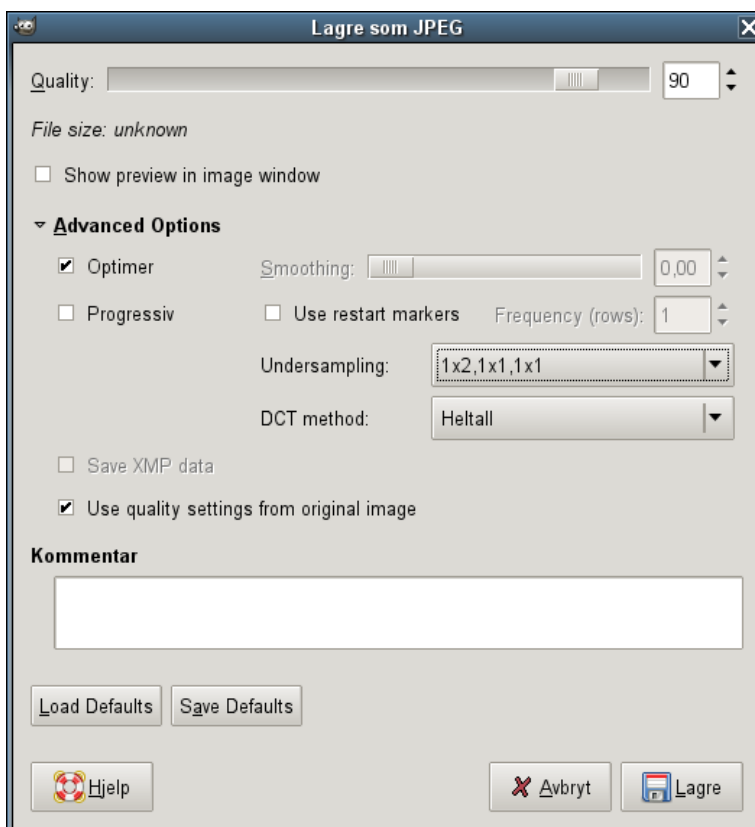 Lagre som JPEG
Quality: 90
File size: unknown
Show preview in image window
Advanced Options
Optimer Smoothing: 0,00
Progressiv Use restart markers Frequency (rows): 1
Undersampling: 1x2,1x1,1x1
DCT method: Heltall
Save XMP data
Use quality settings from original image
Kommentar
Load Defaults Save Defaults
Hjelp Avbryt Lagre